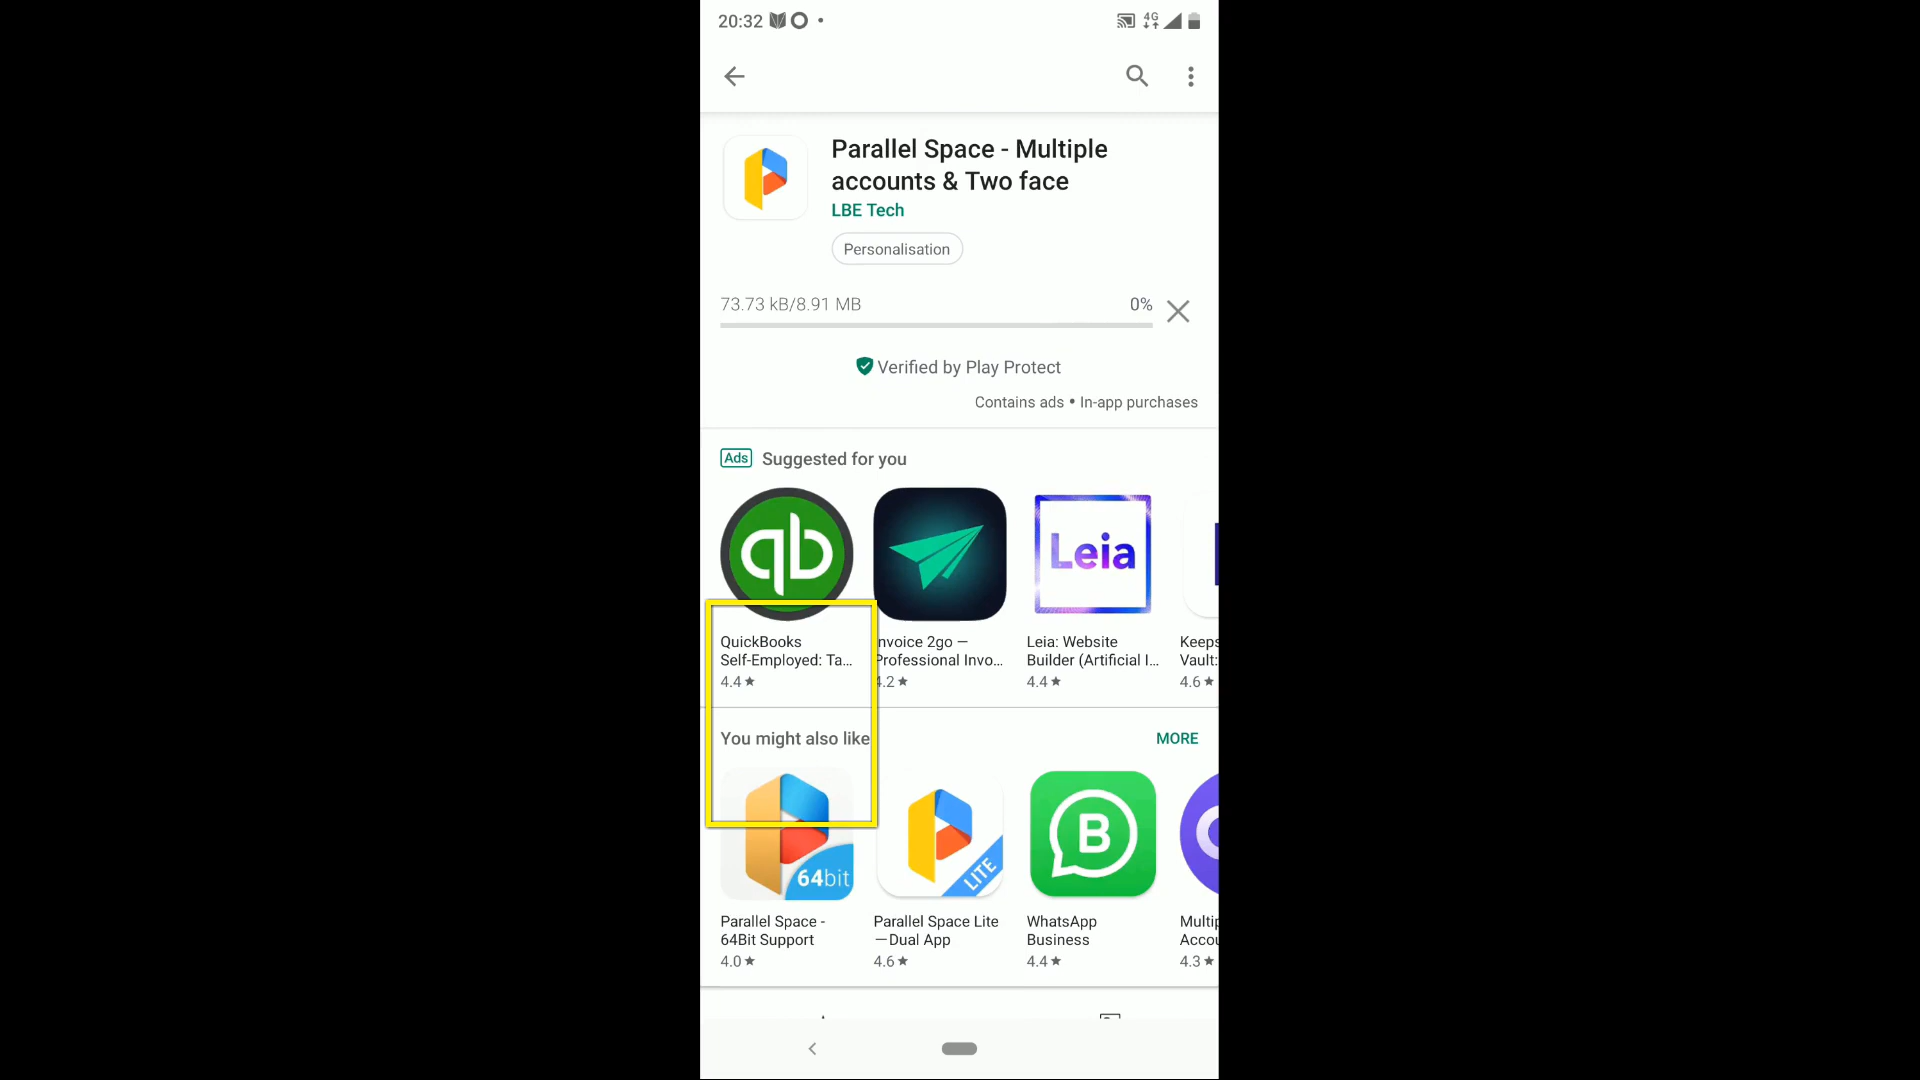 20:32
4G
Parallel Space - Multiple
accounts & Two face
LBE Tech
Personalisation
73.73 kB/8.91 MB 0%
Verified by Play Protect
Contains ads • In-app purchases
Ads Suggested for you
qb
Leia
QuickBooks
Self-Employed: Ta...
4.4★
nvoice 2go —
Professional Invo...
4.2★
Leia: Website
Builder (Artificial I...
4.4★
Keeps
Vault:
4.6★
You might also like
MORE
64bit
LITE
B
Parallel Space -
64Bit Support
4.0★
Parallel Space Lite
—Dual App
4.6★
WhatsApp
Business
4.4★
Multip
Accou
4.3★